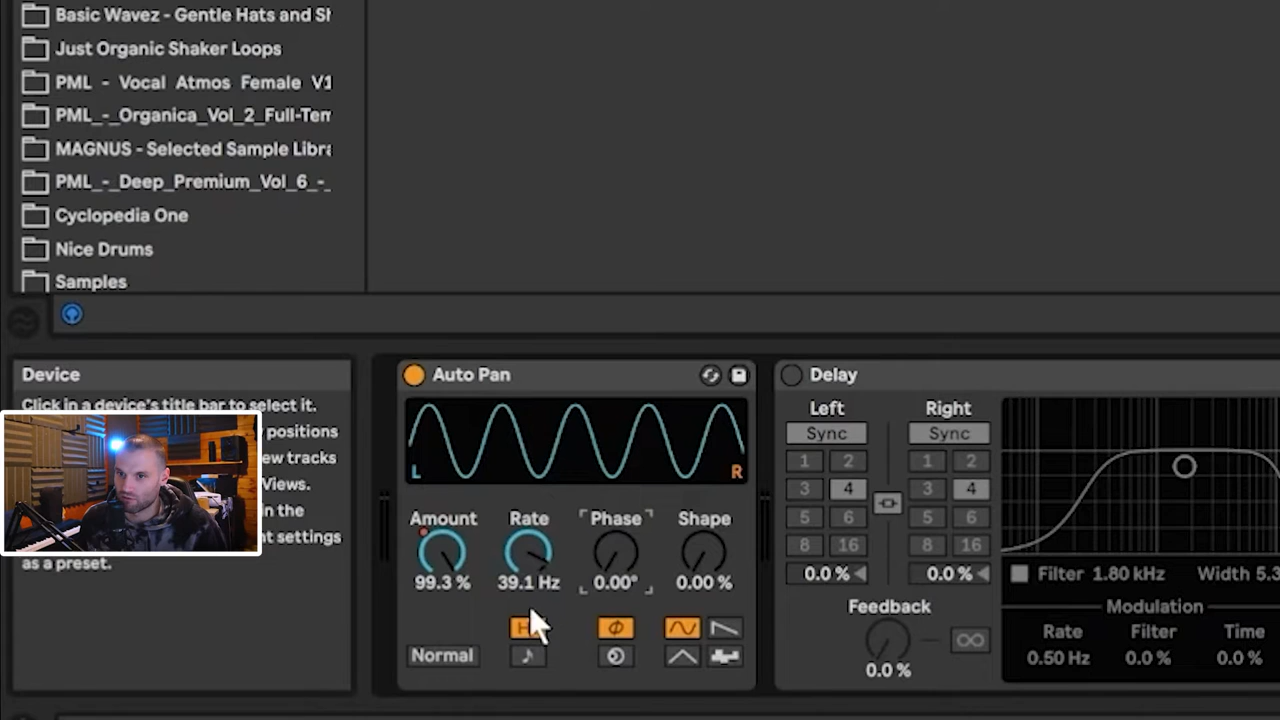 Basic Wavez - Gentle Hats and Sh
Just Organic Shaker Loops
PML - Vocal Atmos Female V1
PML_-_Organica_Vol_2_Full-Tem
MAGNUS - Selected Sample Libra
PML_-_Deep_Premium_Vol_6_-_
Cyclopedia One
Nice Drums
Samples
Device
Click in a device's title bar to select it.
positions
ew tracks
Views.
in the
nt settings
as a preset.
Auto Pan
L
R
Amount Rate Phase Shape
99.3 % 39.1 Hz 0.00° 0.00 %
Normal
Delay
Left Right
Sync Sync
1 2 1 2
3 4 3 4
5 6 5 6
8 16 8 16
0.0 % 0.0 %
Feedback
0.0 %
Filter 1.80 kHz Width 5.3
Modulation
Rate Filter Time
0.50 Hz 0.0 % 0.0 %